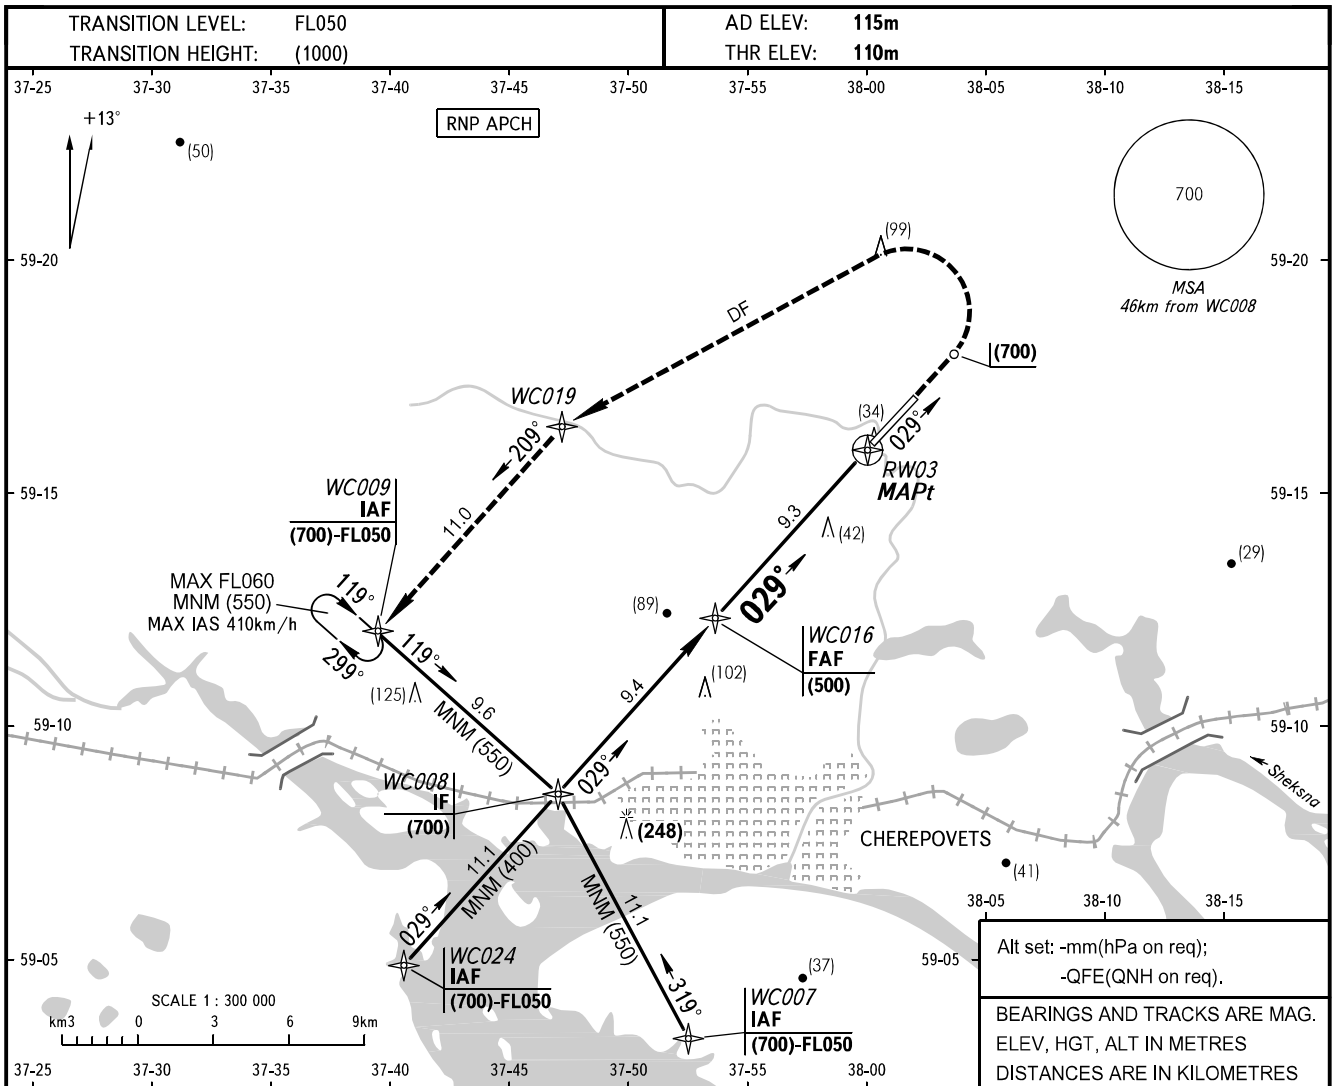 TRANSITION LEVEL: FL050
TRANSITION HEIGHT: (1000)
AD ELEV: 115m
THR ELEV: 110m
37-25 37-30 37-35 37-40 37-45 37-50 37-55 38-00 38-05 38-10 38-15
+13°
RNP APCH
(50)
700
MSA
46km from WC008
59-20
59-20
(99)
DF
(700)
WC019
(34)
029°
209°
RW03
MAPt
WC009
IAF
(700)-FL050
59-15
59-15
11.0
9.3
(42)
(29)
MAX FL060
MNM (550)
MAX IAS 410km/h
119°
299°
119°
(89)
029°
WC016
FAF
(500)
(125)
9.6
MNM (550)
9.4
(102)
59-10
59-10
029°
WC008
IF
(700)
Sheksna
(248)
CHEREPOVETS
(41)
11.1
MNM (400)
029°
11.1
MNM (550)
38-05 38-10 38-15
59-05
59-05
WC024
IAF
(700)-FL050
(37)
319°
WC007
IAF
(700)-FL050
SCALE 1 : 300 000
km3 0 3 6 9km
Alt set: -mm(hPa on req);
-QFE(QNH on req).
BEARINGS AND TRACKS ARE MAG.
ELEV, HGT, ALT IN METRES
DISTANCES ARE IN KILOMETRES
37-25 37-30 37-35 37-40 37-45 37-50 37-55 38-00